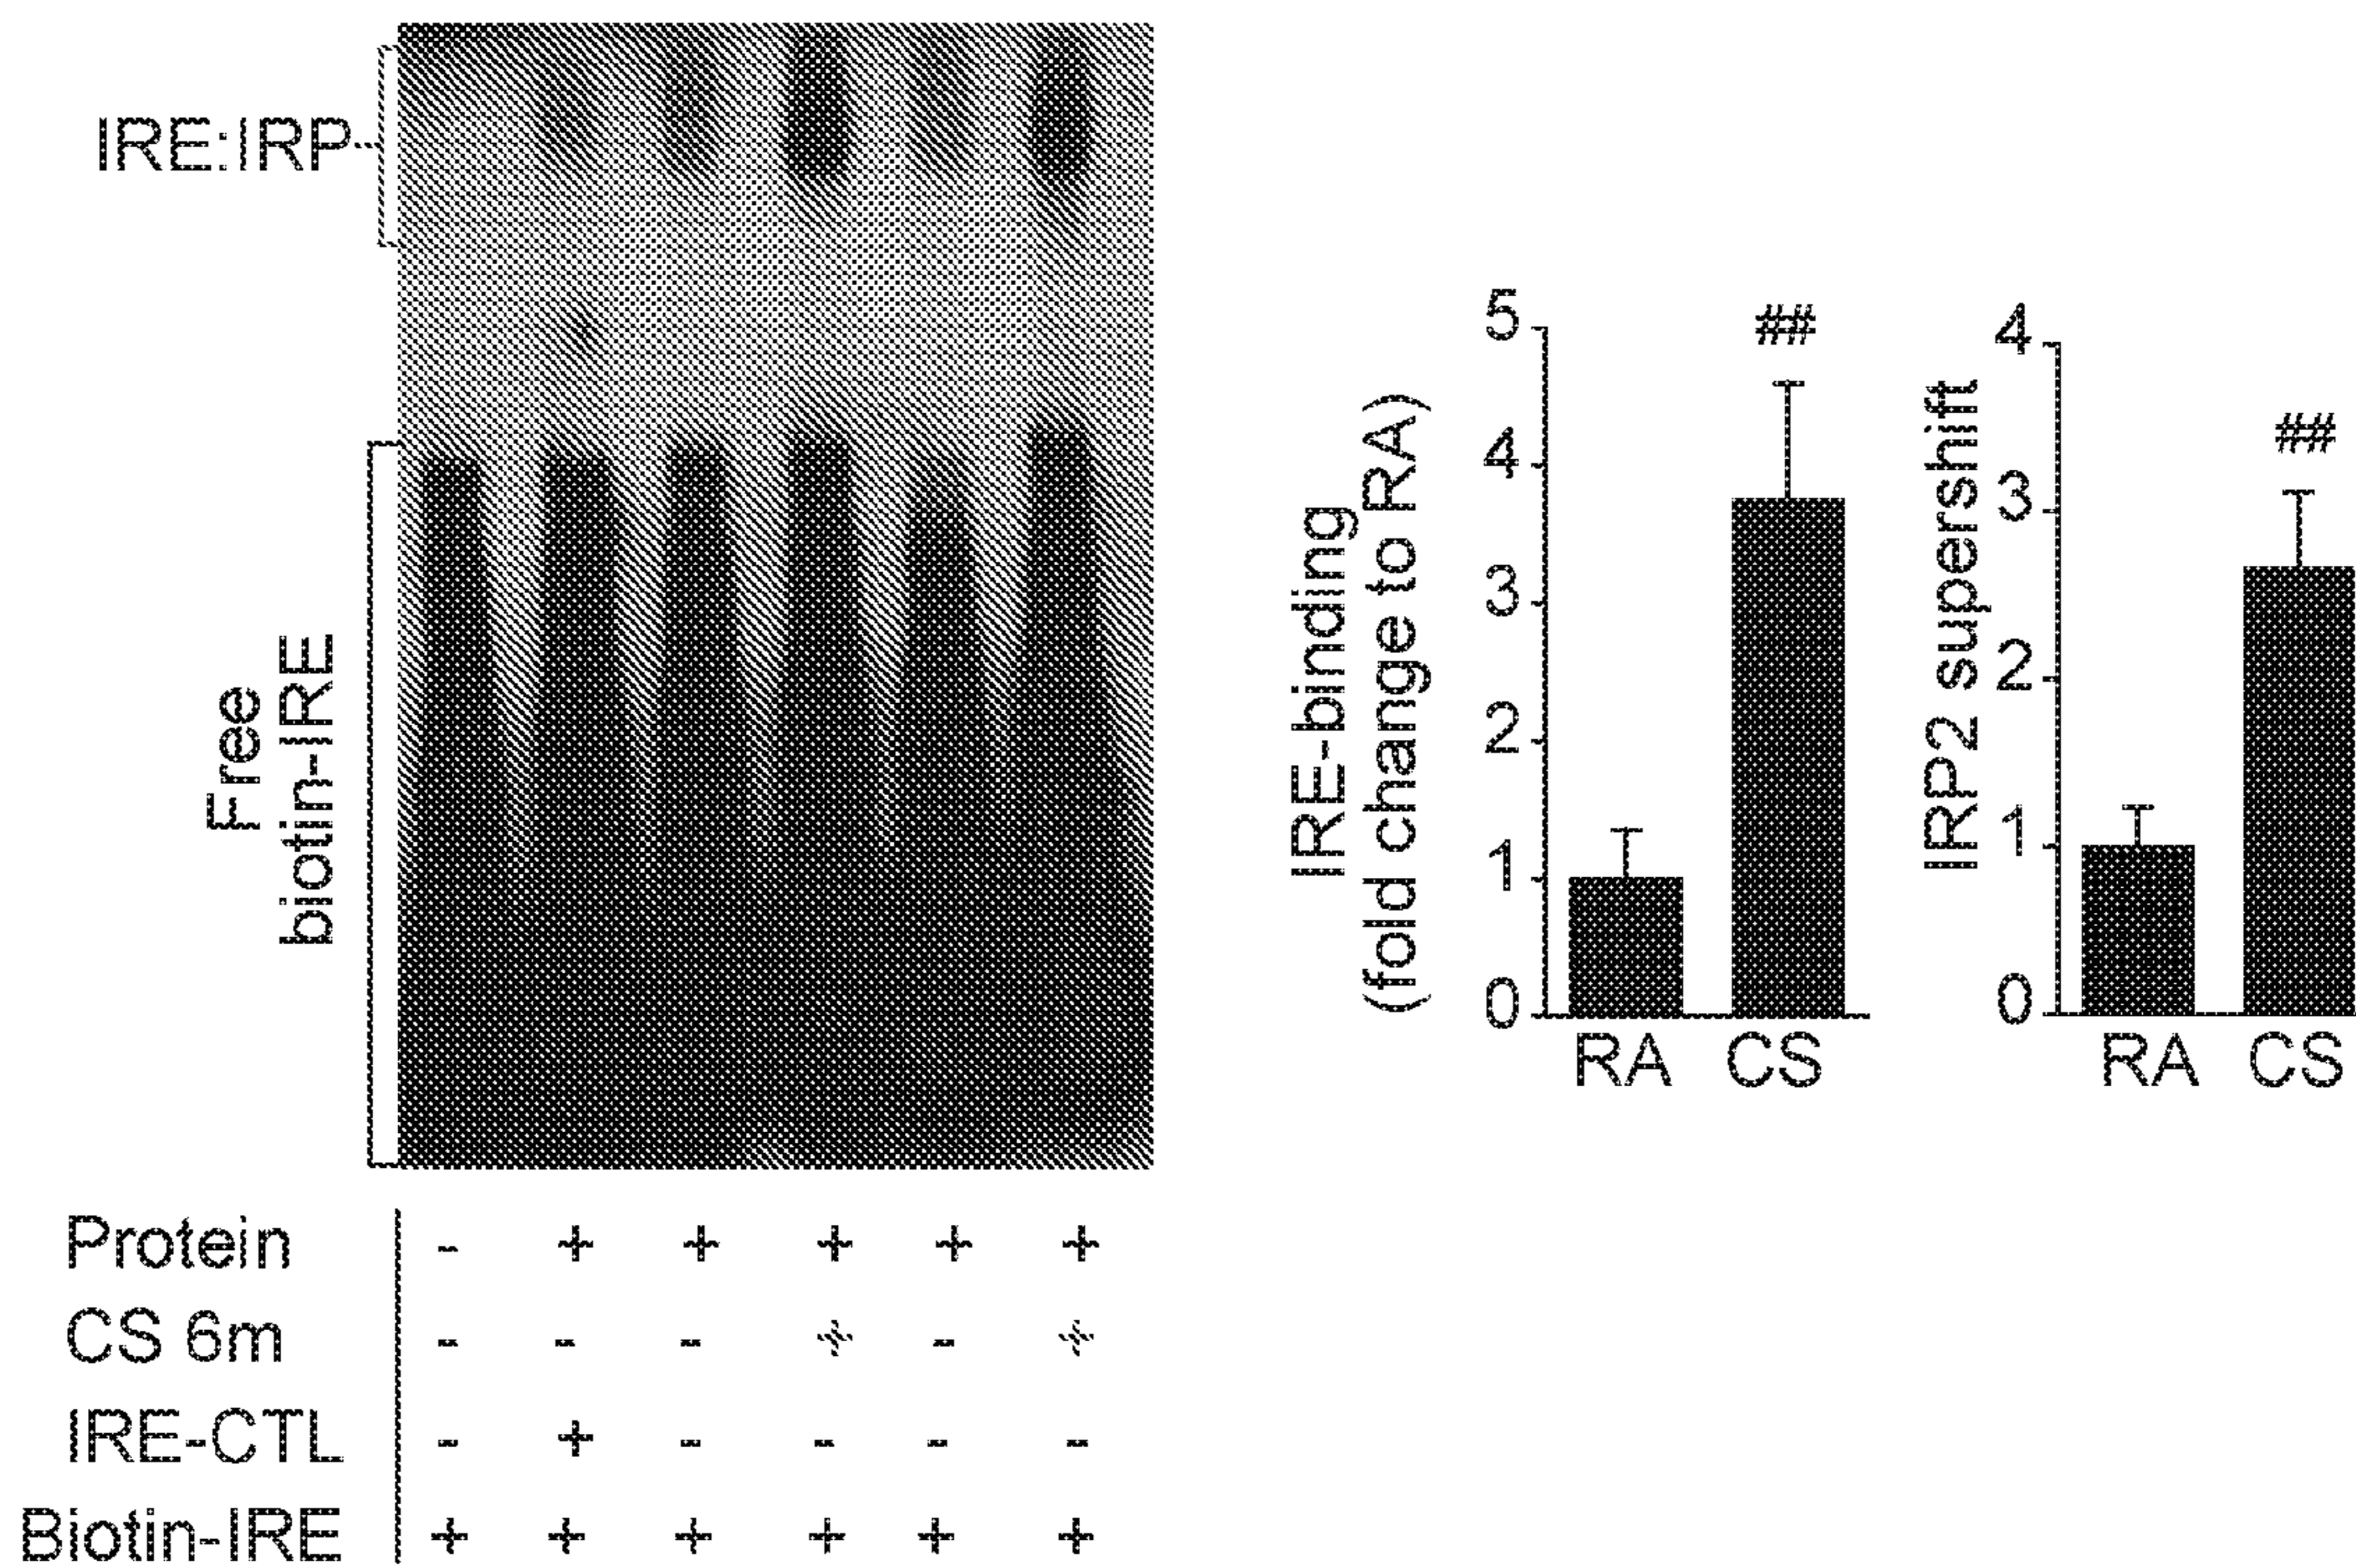 IRE:IRP
Free
biotin-IRE
Protein - + + + + +
CS 6m - - - + - +
IRE-CTL - + - - - -
Biotin-IRE + + + + + +
IRE-binding
(fold change to RA)
5
4
3
2
1
0
##
RA CS
IRP2 supershift
4
3
2
1
0
##
RA CS